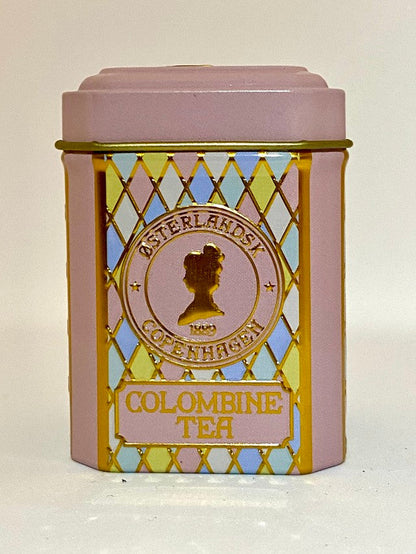 ØSTERLANDSK
1889
COPENHAGEN
COLOMBINE
TEA